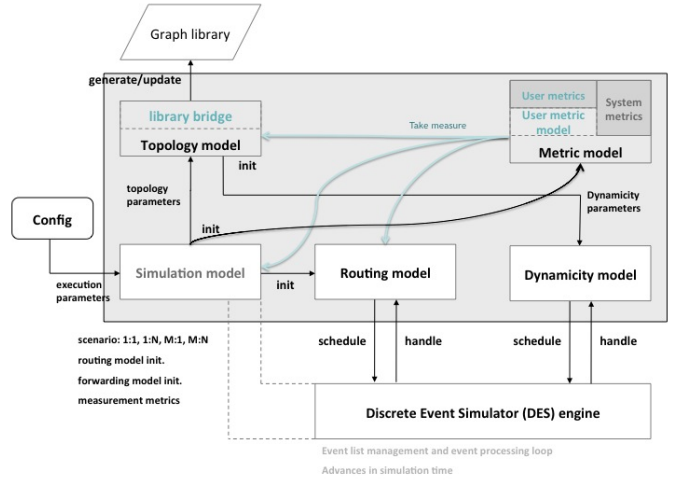 Graph library
generate/update
library bridge
Topology model
User metrics
User metric
model
System
metrics
Metric model
Take measure
init
topology
parameters
Dynamicity
parameters
Config
init
execution
parameters
Simulation model
init
Routing model
Dynamicity model
scenario: 1:1, 1:N, M:1, M:N
routing model init.
forwarding model init.
measurement metrics
schedule
handle
schedule
handle
Discrete Event Simulator (DES) engine
Event list management and event processing loop
Advances in simulation time